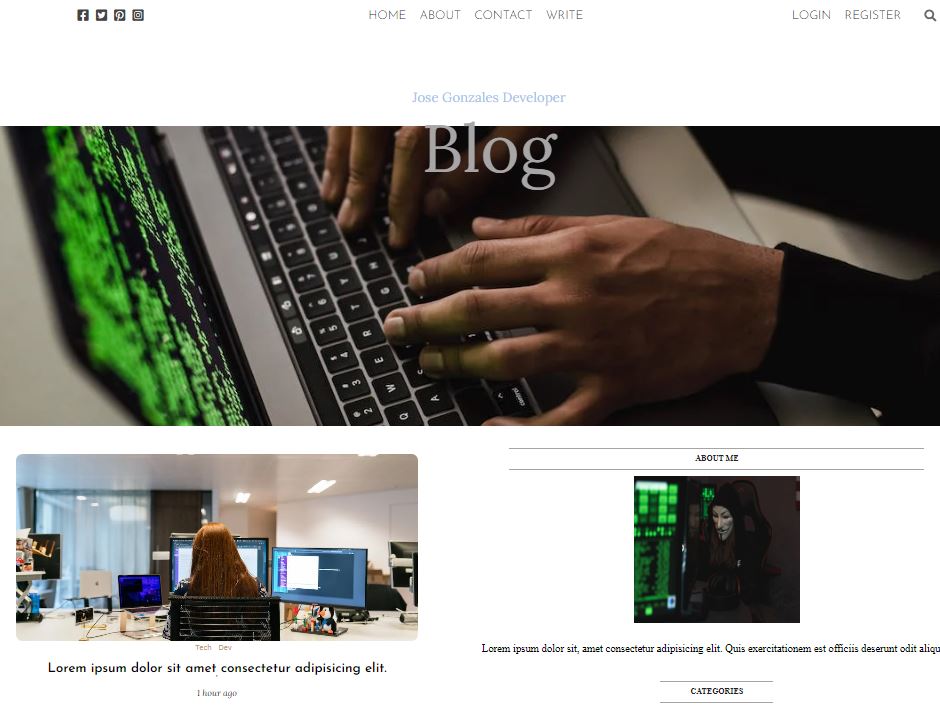 HOME ABOUT CONTACT WRITE LOGIN REGISTER
Jose Gonzales Developer
Blog
ABOUT ME
Tech Dev
Lorem ipsum dolor sit amet consectetur adipisicing elit.
1 hour ago
Lorem ipsum dolor sit, amet consectetur adipisicing elit. Quis exercitationem est officiis deserunt odit aliqu
CATEGORIES